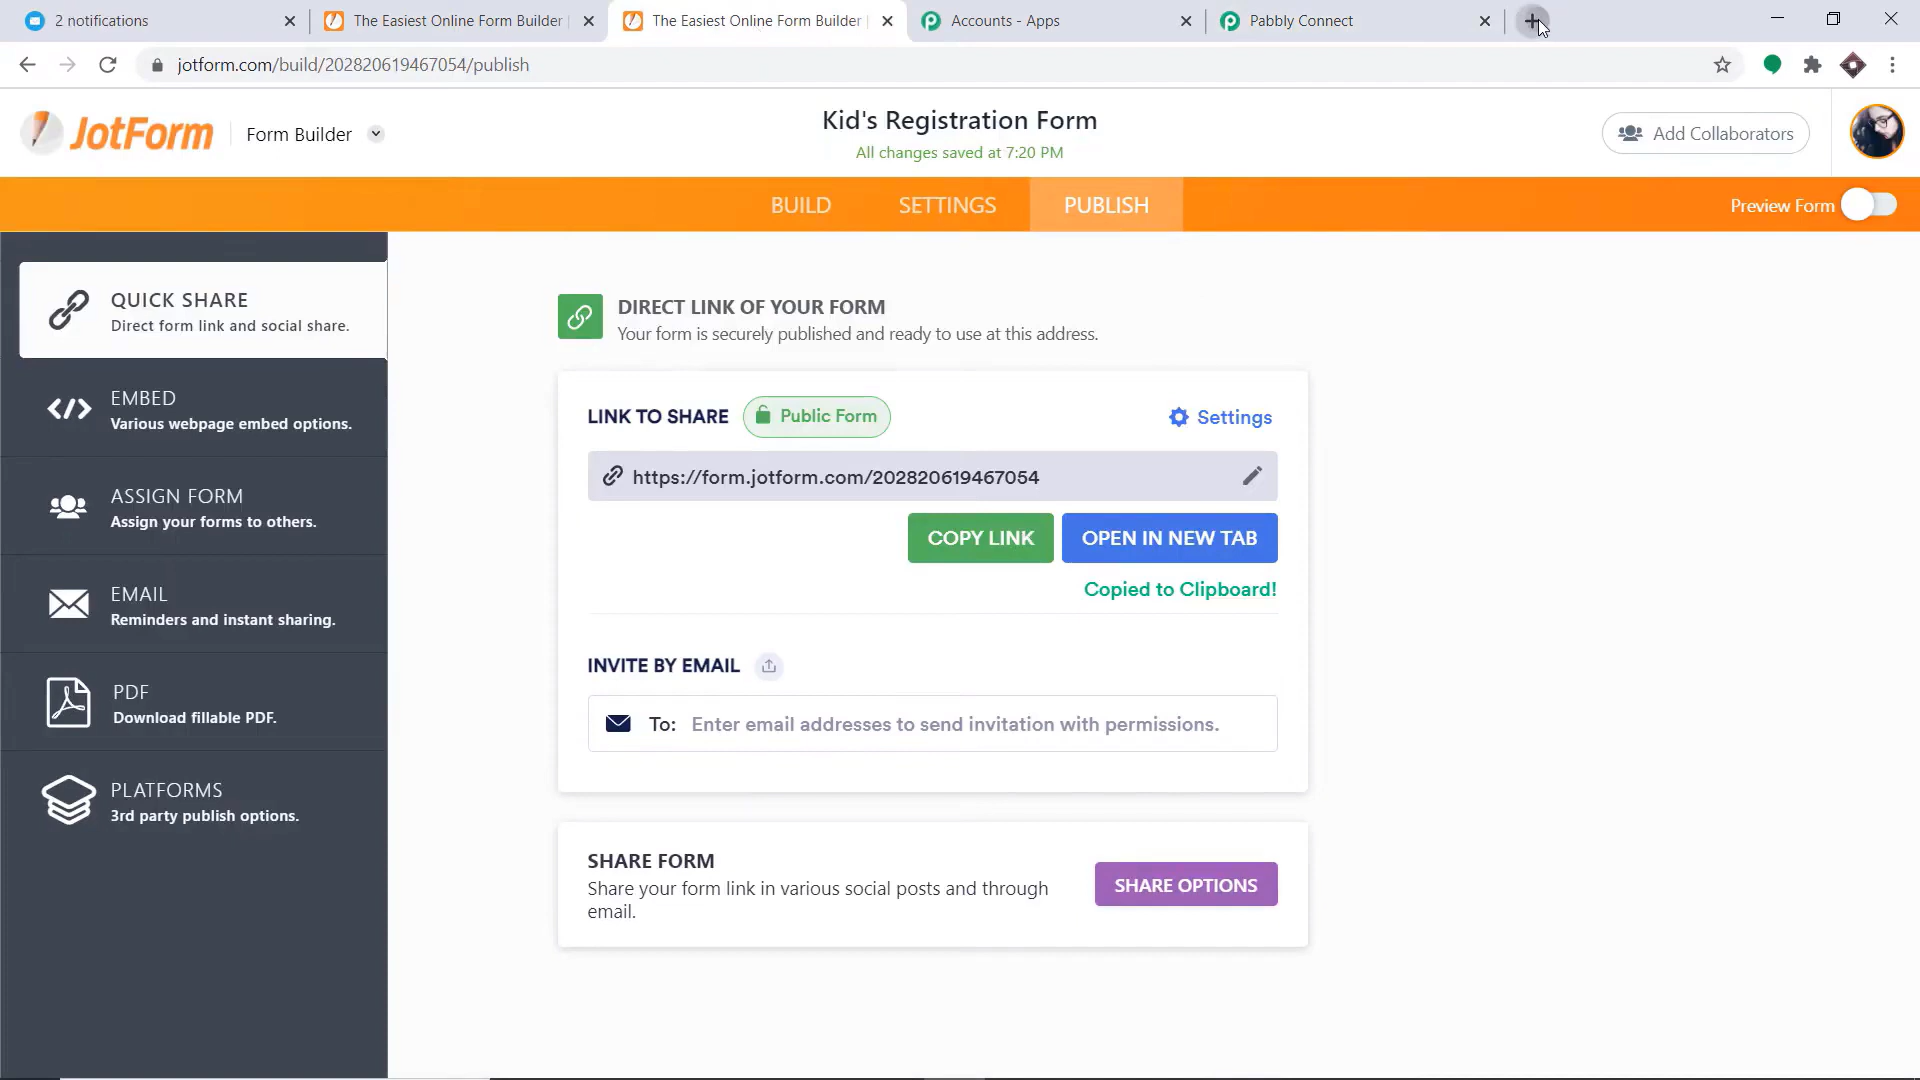 2 notifications
The Easiest Online Form Builder
The Easiest Online Form Builder
Accounts - Apps
Pabbly Connect
jotform.com/build/202820619467054/publish
JotForm
Form Builder
Kid's Registration Form
All changes saved at 7:20 PM
Add Collaborators
BUILD
SETTINGS
PUBLISH
Preview Form
QUICK SHARE
Direct form link and social share.
EMBED
Various webpage embed options.
ASSIGN FORM
Assign your forms to others.
EMAIL
Reminders and instant sharing.
PDF
Download fillable PDF.
PLATFORMS
3rd party publish options.
DIRECT LINK OF YOUR FORM
Your form is securely published and ready to use at this address.
LINK TO SHARE
Public Form
Settings
https://form.jotform.com/202820619467054
COPY LINK
OPEN IN NEW TAB
Copied to Clipboard!
INVITE BY EMAIL
To: Enter email addresses to send invitation with permissions.
SHARE FORM
Share your form link in various social posts and through
email.
SHARE OPTIONS